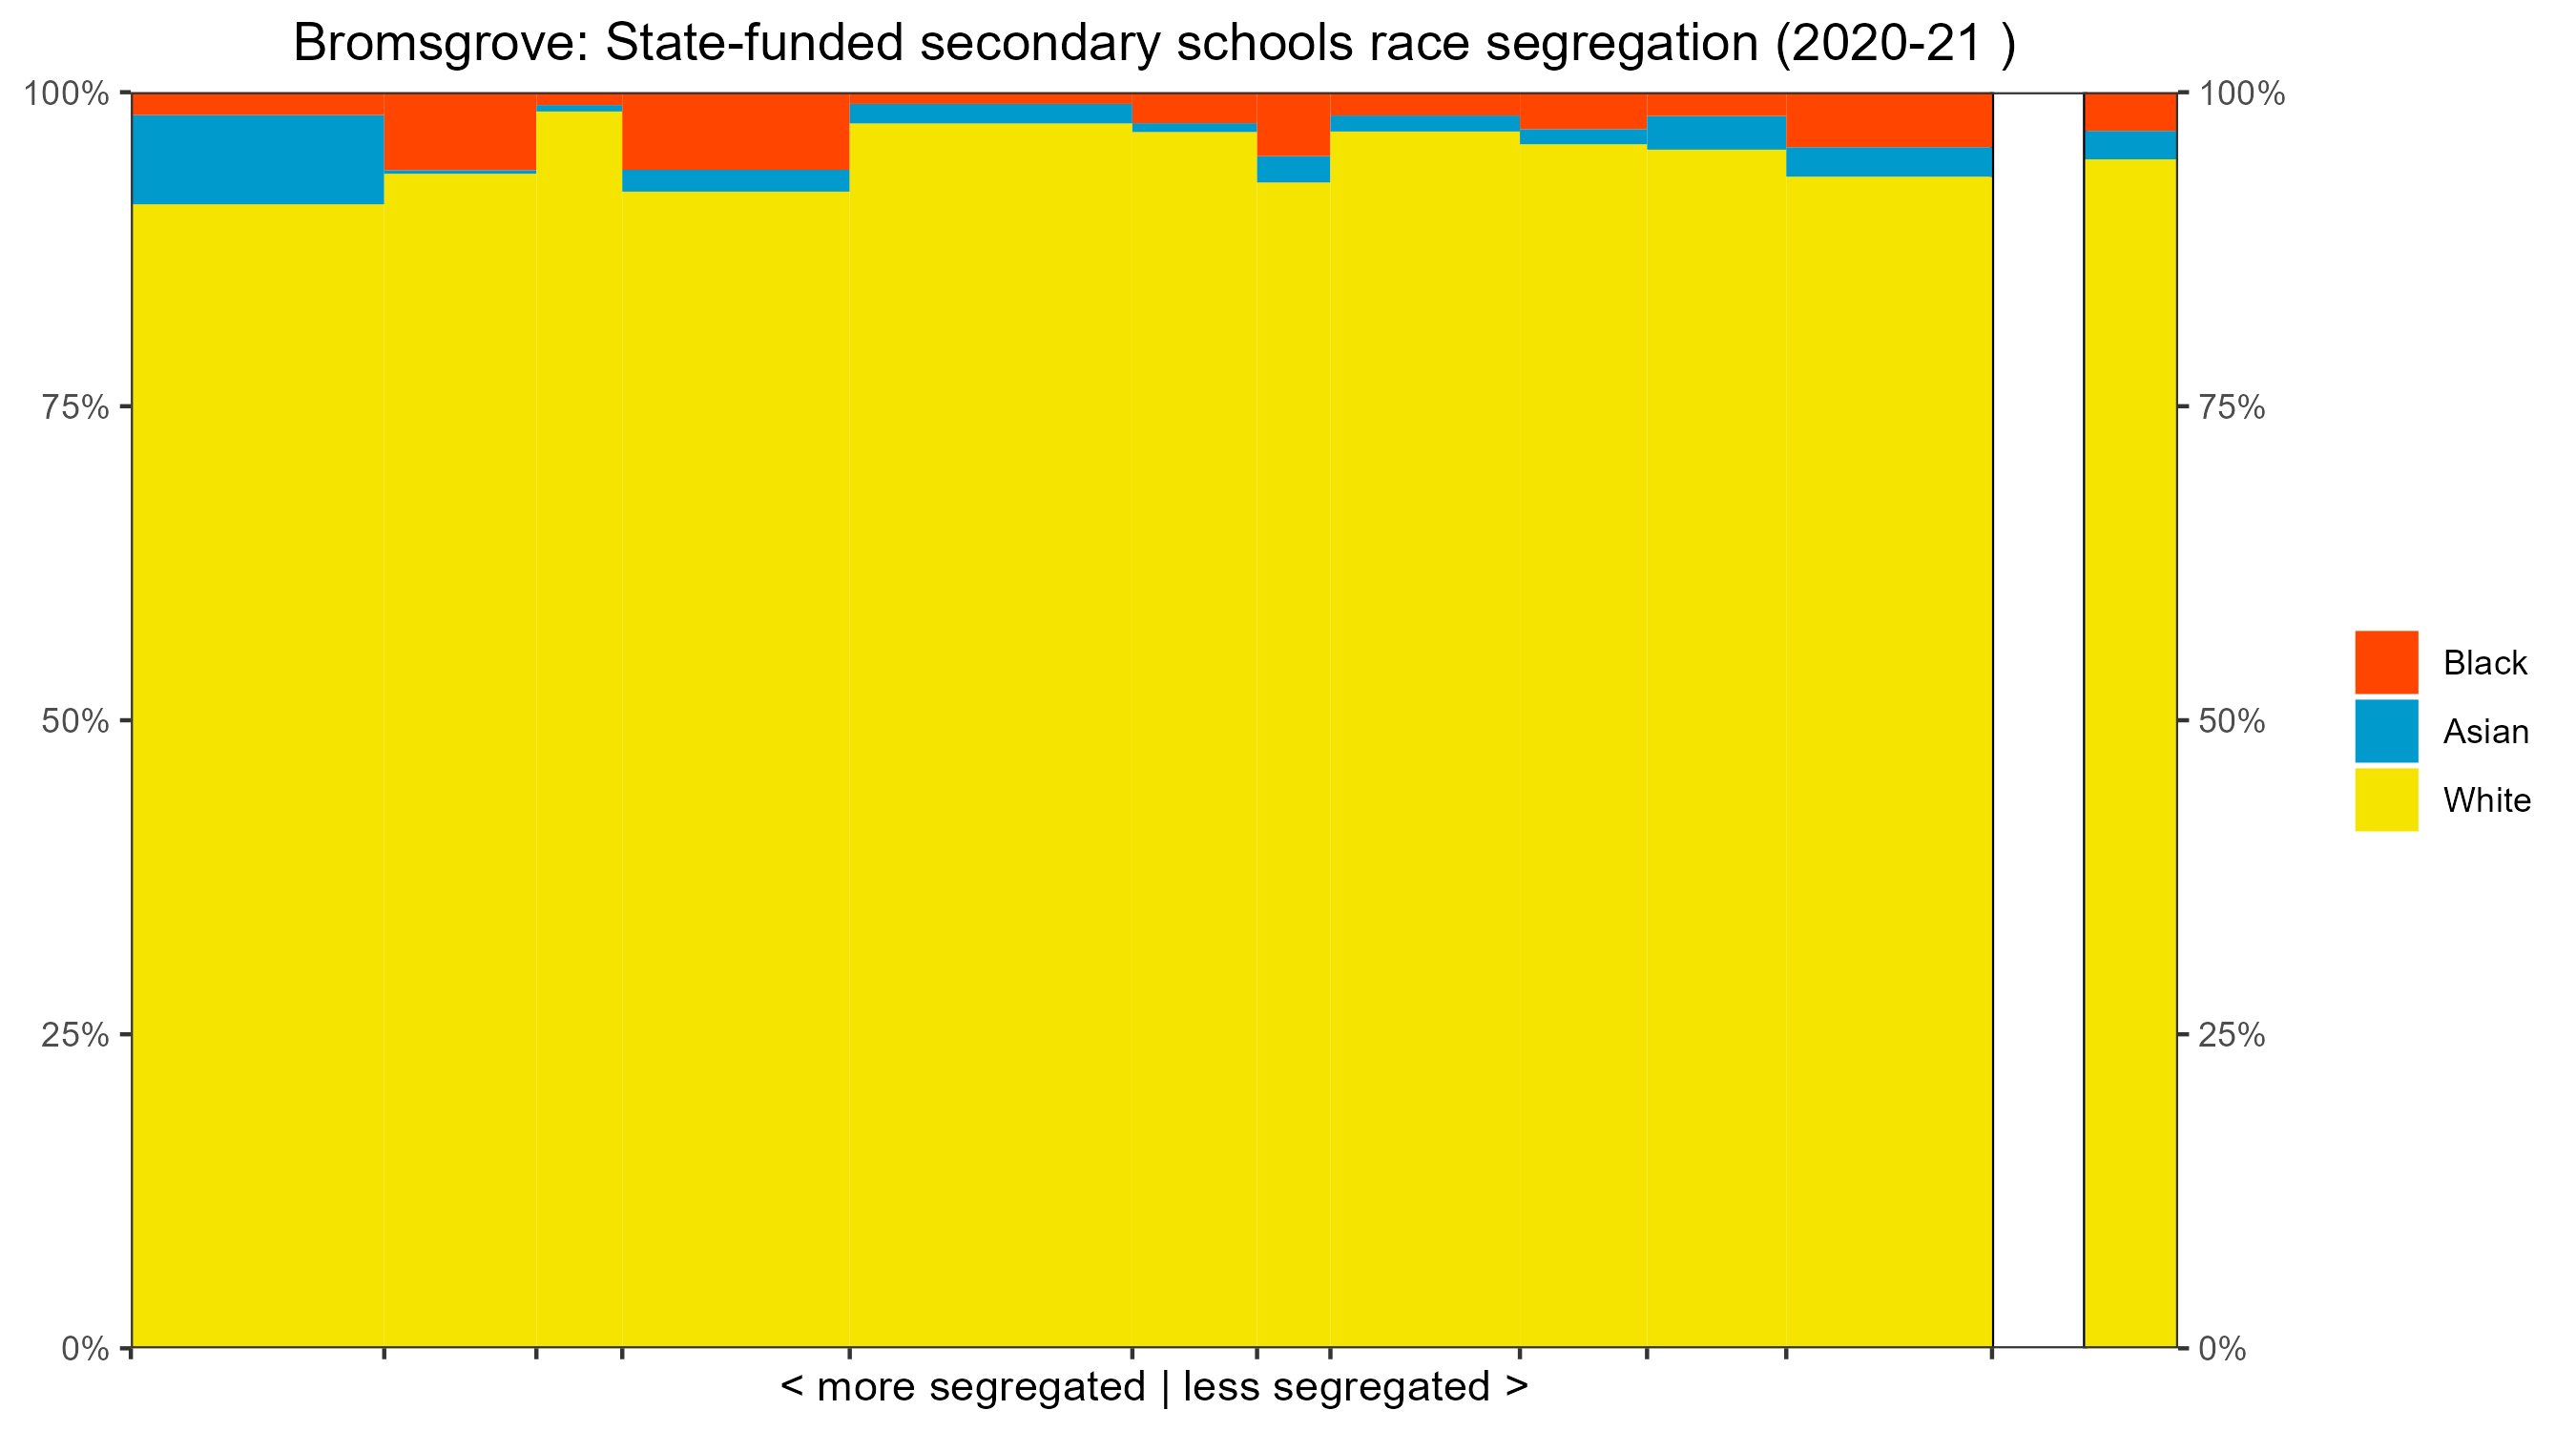 Bromsgrove: State-funded secondary schools race segregation (2020-21 )
100%
75%
50%
25%
0%
100%
75%
50%
25%
0%
Black
Asian
White
< more segregated | less segregated >